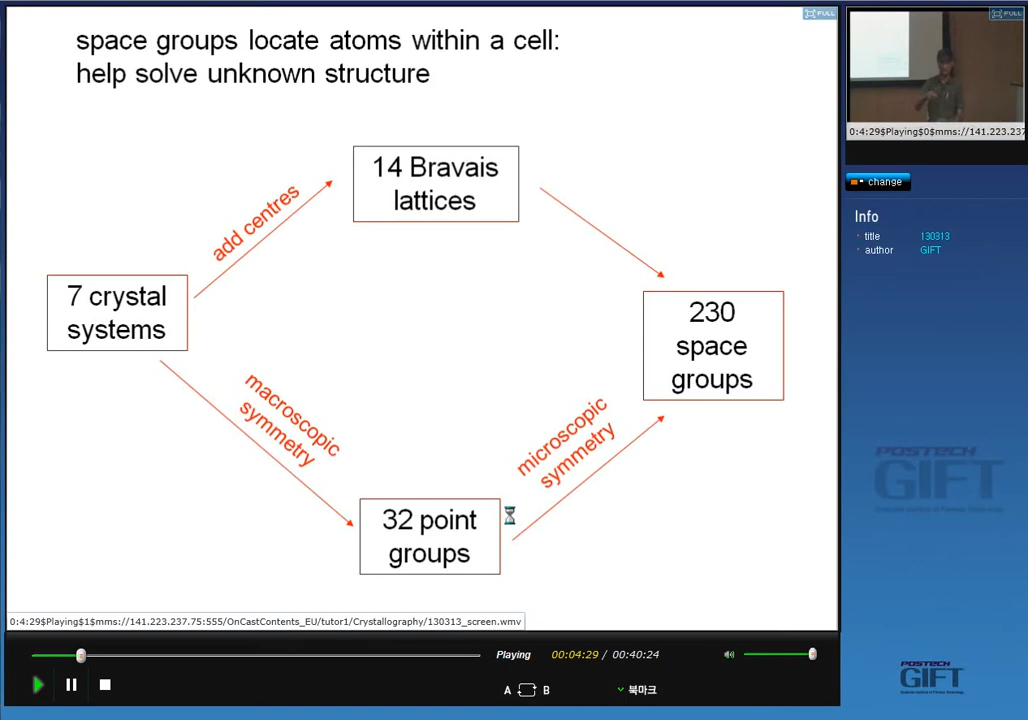 space groups locate atoms within a cell:
help solve unknown structure
14 Bravais
lattices
add centres
7 crystal
systems
230
space
groups
macroscopic
symmetry
microscopic
symmetry
32 point
groups
0:4:29$Playing$1$mms://141.223.237.75:555/OnCastContents_EU/tutor1/Crystallography/130313_screen.wmv
Playing
00:04:29 / 00:40:24
A B
북마크
FULL
FULL
0:4:29$Playing$0$mms://141.223.237
change
Info
title 130313
author GIFT
POSTECH
GIFT
POSTECH
GIFT